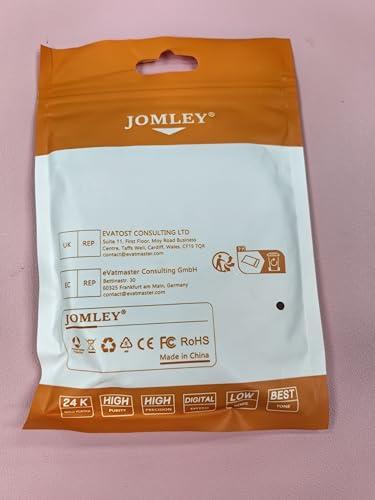 JOMLEY®
UK REP
EVATOST CONSULTING LTD
Suite 11, First Floor, Moy Road Business
Centre, Taffs Well, Cardiff, Wales, CF15 7QR
contact@evatmaster.com
EC REP
eVatmaster Consulting GmbH
Bettinastr. 30
60325 Frankfurt am Main, Germany
contact@evatmaster.com
JOMLEY®
CE FC RoHS
Made in China
24K
HIGH
PURITY
HIGH
PRECISION
DIGITAL
LOW
BEST
TONE